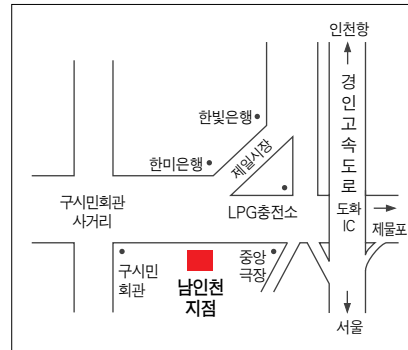 인천항
경인고속도로
한빛은행
제일시장
한미은행
구시민회관
사거리
LPG충전소
도화
IC
제물포
구시민
회관
남인천
지점
중앙
극장
서울